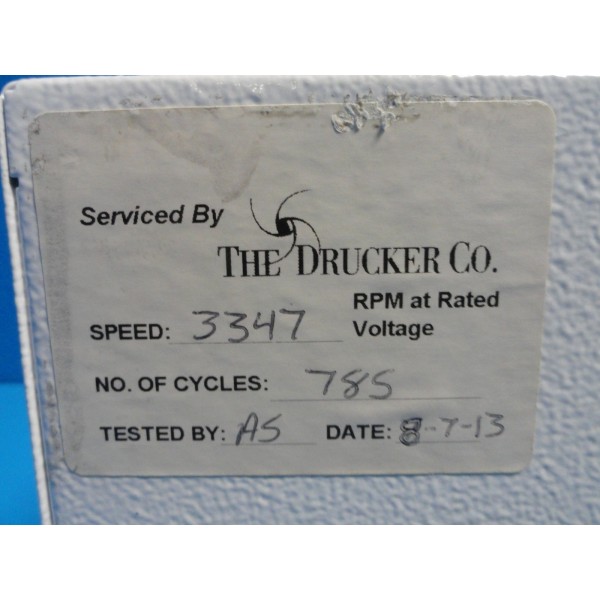 Serviced By
THE DRUCKER CO.
SPEED: 3347 RPM at Rated Voltage
NO. OF CYCLES: 785
TESTED BY: AS DATE: 8-7-13